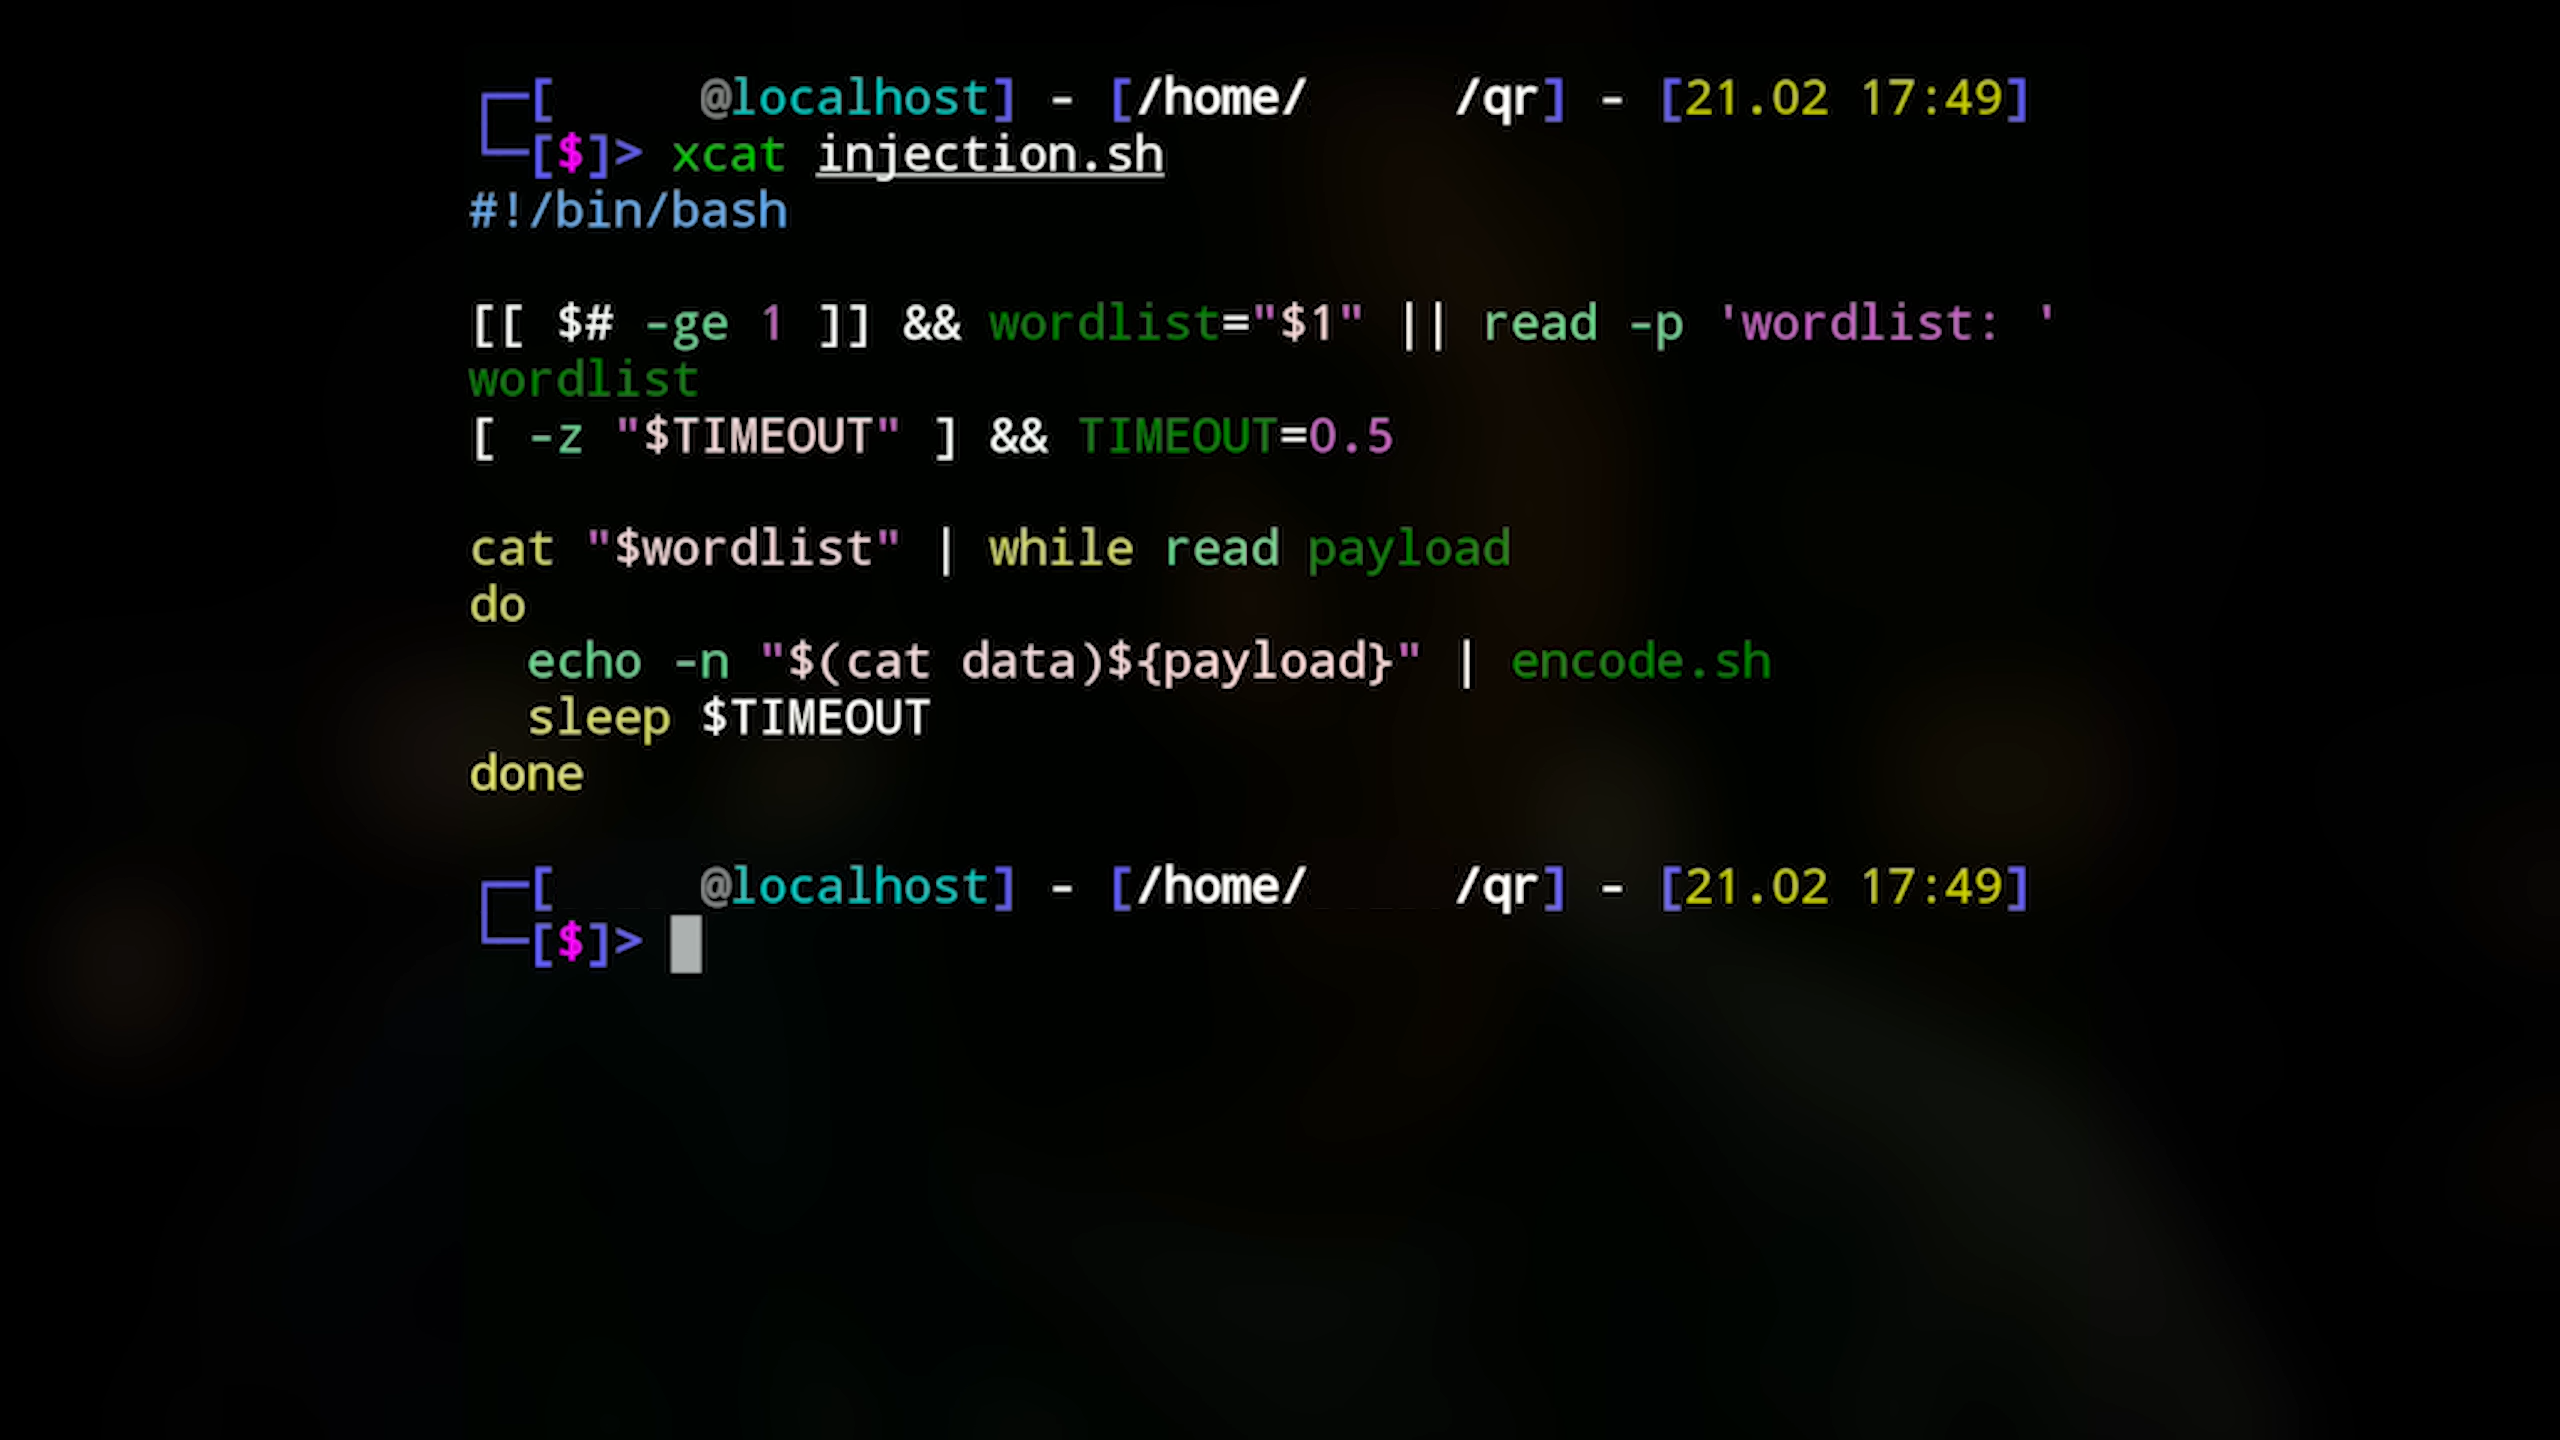 ┌─[     @localhost] - [/home/     /qr] - [21.02 17:49]
└─[$]> xcat injection.sh
#!/bin/bash
[[ $# -ge 1 ]] && wordlist="$1" || read -p 'wordlist: '
wordlist
[ -z "$TIMEOUT" ] && TIMEOUT=0.5
cat "$wordlist" | while read payload
do
  echo -n "$(cat data)${payload}" | encode.sh
  sleep $TIMEOUT
done
┌─[     @localhost] - [/home/     /qr] - [21.02 17:49]
└─[$]>